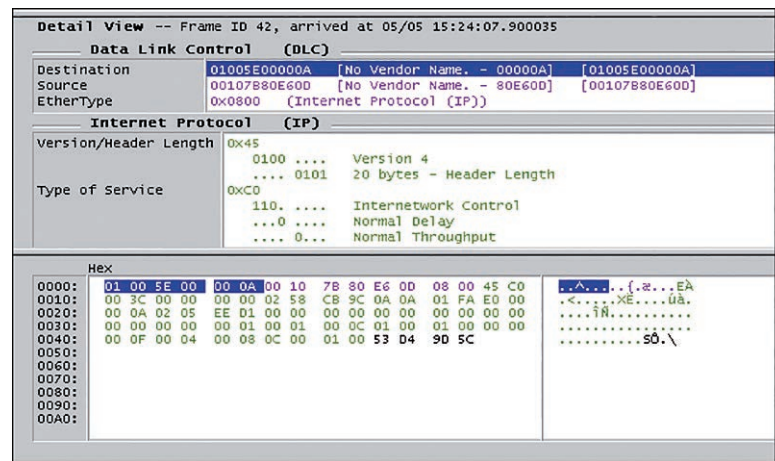 Detail View -- Frame ID 42, arrived at 05/05 15:24:07.900035
Data Link Control (DLC)
Destination 01005E00000A [No Vendor Name. - 00000A] [01005E00000A]
Source 00107B80E60D [No Vendor Name. - 80E60D] [00107B80E60D]
EtherType 0x0800 (Internet Protocol (IP))
Internet Protocol (IP)
Version/Header Length 0x45
0100 .... Version 4
.... 0101 20 bytes - Header Length
Type of Service 0xC0
110. .... Internetwork Control
...0 .... Normal Delay
.... 0... Normal Throughput
Hex
0000: 01 00 5E 00 00 0A 00 10 7B 80 E6 0D 08 00 45 C0 ..^.....{.æ...EÀ
0010: 00 3C 00 00 00 00 02 58 CB 9C 0A 0A 01 FA E0 00 .<.....XË....úà.
0020: 00 0A 02 05 EE D1 00 00 00 00 00 00 00 00 00 00 ....îÑ..........
0030: 00 00 00 00 00 01 00 01 00 0C 01 00 01 00 00 00 ................
0040: 00 0F 00 04 00 08 0C 00 01 00 53 D4 9D 5C ..........SÔ.\
0050:
0060:
0070:
0080:
0090:
00A0: